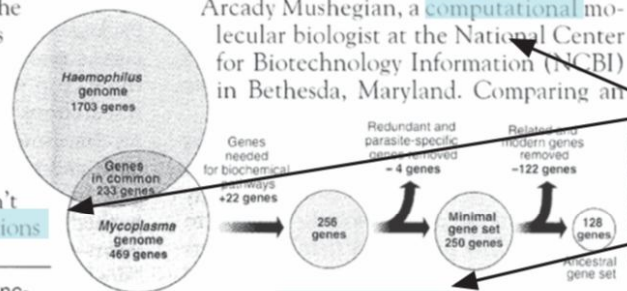 he
Arcady Mushegian, a computational mo-
s
lecular biologist at the National Center
for Biotechnology Information (NCBI)
in Bethesda, Maryland. Comparing an
Haemophilus
genome
1703 genes
Genes
in common
233 genes
Mycoplasma
genome
469 genes
Genes
needed
for biochemical
pathways
+22 genes
256
genes
Redundant and
parasite-specific
genes removed
– 4 genes
Minimal
gene set
250 genes
Related and
modern genes
removed
–122 genes
128
genes
Ancestral
gene set
't
ions